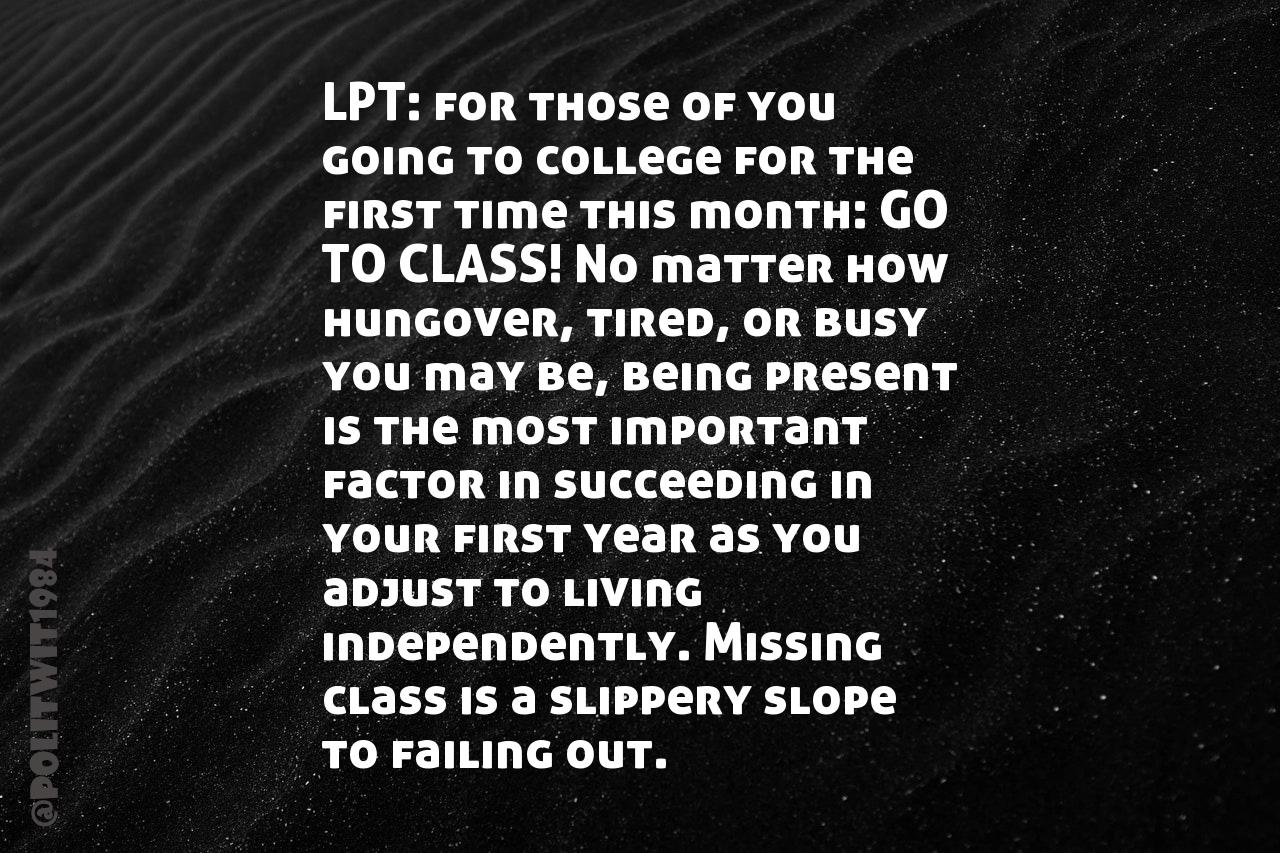 LPT: for those of you
going to college for the
first time this month: GO
TO CLASS! No matter how
hungover, tired, or busy
you may be, being present
is the most important
factor in succeeding in
your first year as you
adjust to living
independently. Missing
class is a slippery slope
to failing out.
@POLITWIT1984